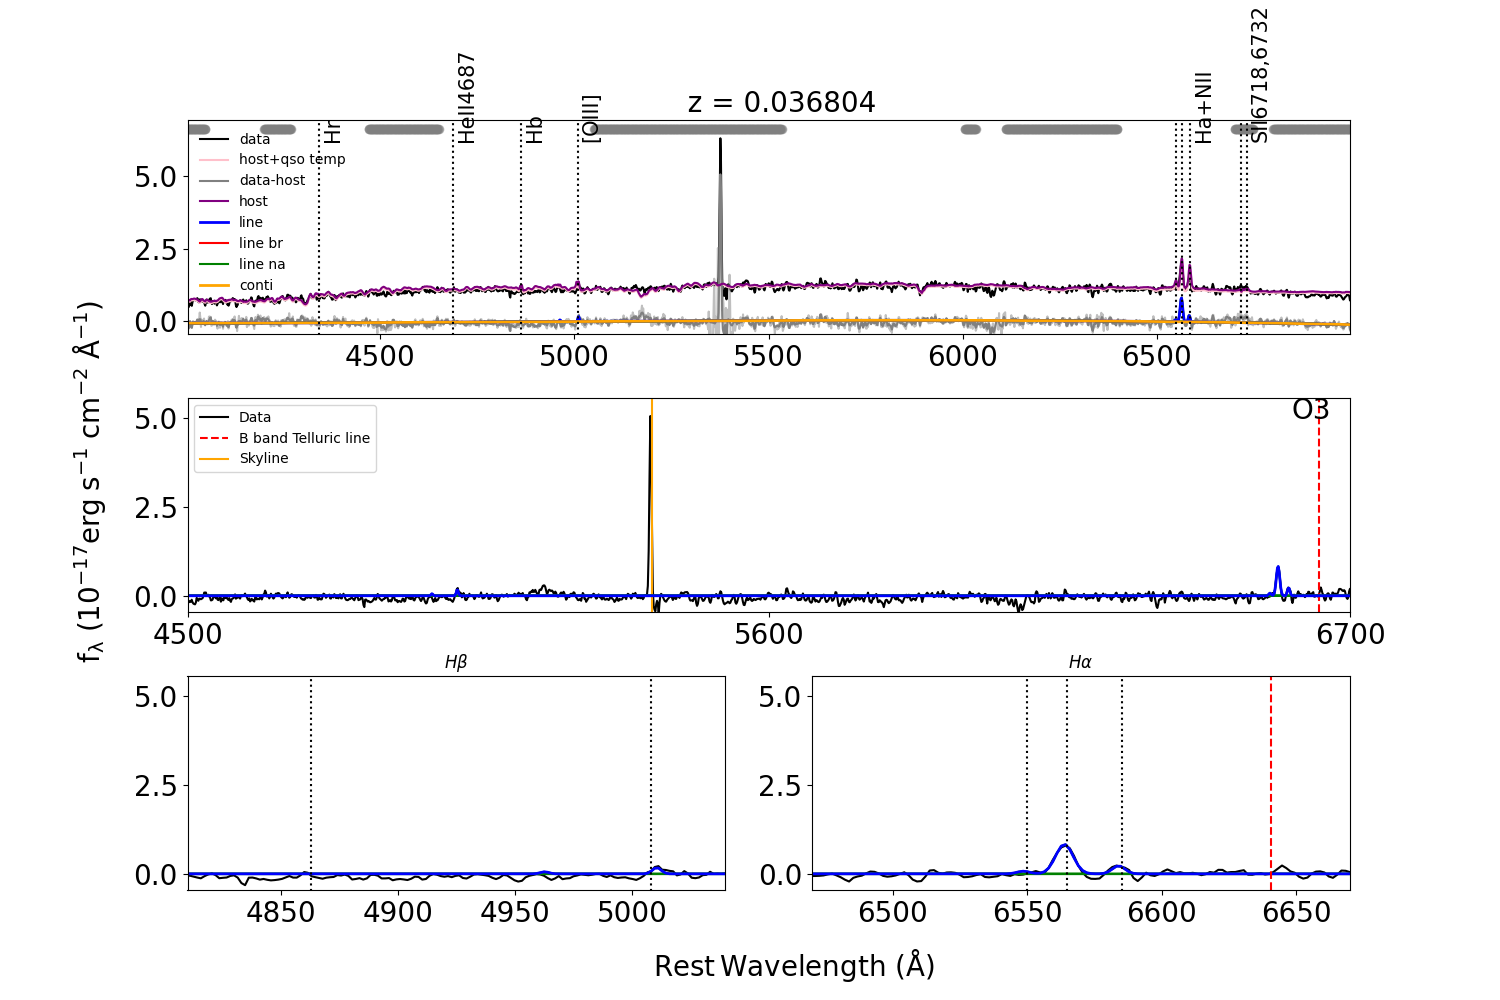 z = 0.036804
Hr
HeII4687
Hb
[OIII]
Ha+NII
SII6718,6732
data
host+qso temp
data-host
host
line
line br
line na
conti
5.0
2.5
0.0
4500 5000 5500 6000 6500
fλ (10⁻¹⁷erg s⁻¹ cm⁻² Å⁻¹)
Data
B band Telluric line
Skyline
O3
5.0
2.5
0.0
4500 5600 6700
Hβ
5.0
2.5
0.0
4850 4900 4950 5000
Hα
5.0
2.5
0.0
6500 6550 6600 6650
Rest Wavelength (Å)